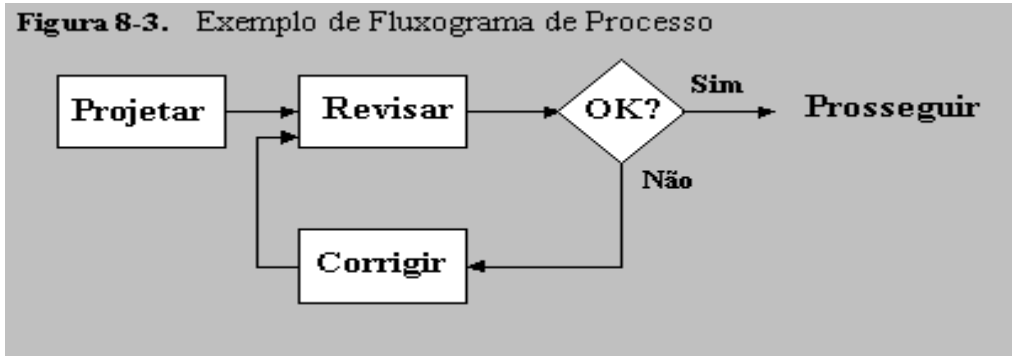 Figura 8-3. Exemplo de Fluxograma de Processo
Projetar
Revisar
OK?
Sim
Prosseguir
Não
Corrigir